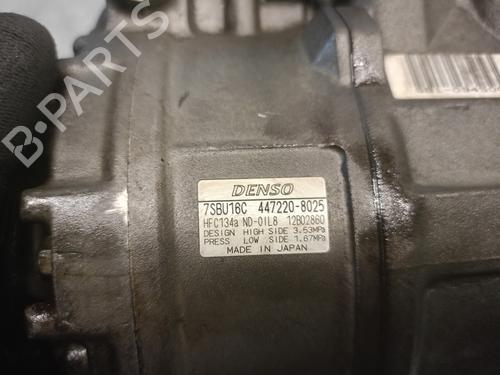 B-PARTS
DENSO
7SBU16C 447220-8025
HFC134a ND-OIL8 12B02860
DESIGN HIGH SIDE 3.53MPa
PRESS LOW SIDE 1.67MPa
MADE IN JAPAN